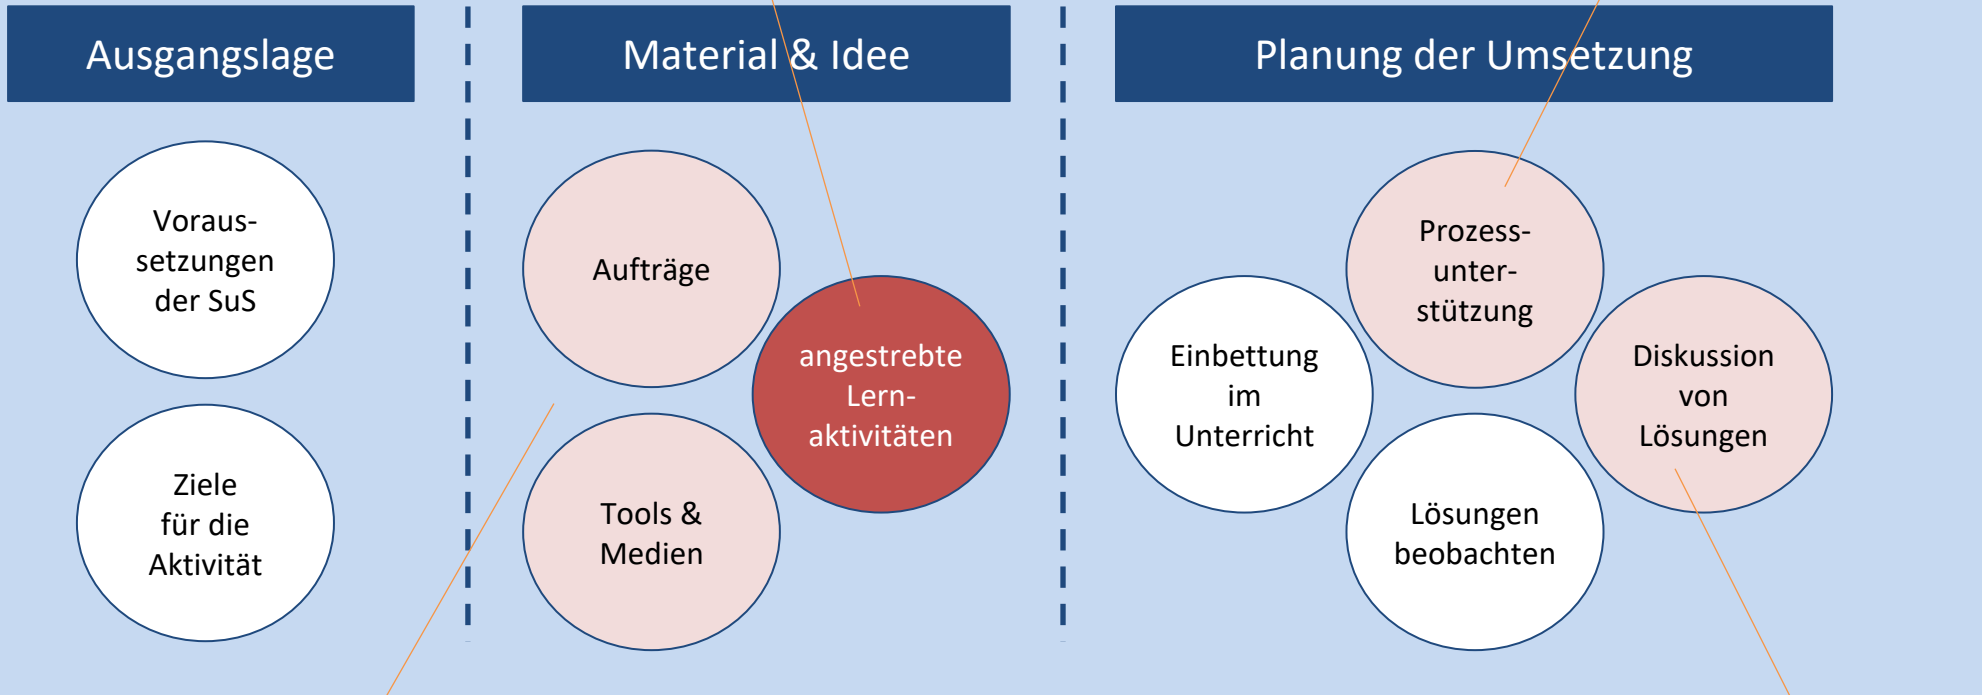 Ausgangslage
Voraus-
setzungen
der SuS
Ziele
für die
Aktivität
Material & Idee
Aufträge
angestrebte
Lern-
aktivitäten
Tools &
Medien
Planung der Umsetzung
Prozess-
unter-
stützung
Einbettung
im
Unterricht
Diskussion
von
Lösungen
Lösungen
beobachten